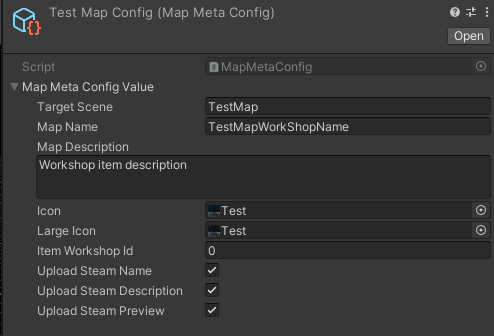 Test Map Config (Map Meta Config)
Open
Script MapMetaConfig
Map Meta Config Value
Target Scene TestMap
Map Name TestMapWorkShopName
Map Description
Workshop item description
Icon Test
Large Icon Test
Item Workshop Id 0
Upload Steam Name
Upload Steam Description
Upload Steam Preview